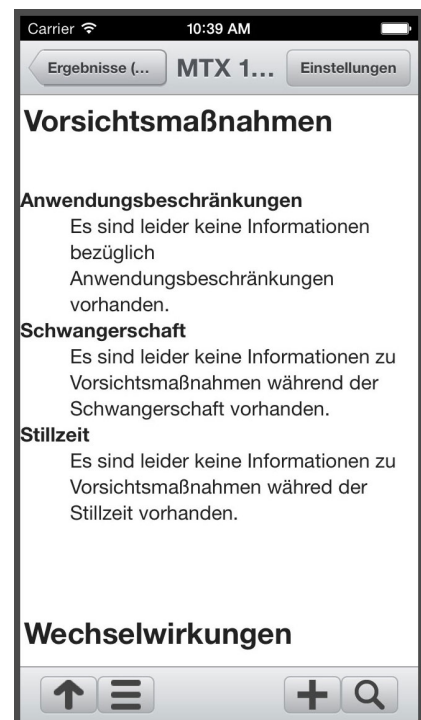 Carrier 10:39 AM
Ergebnisse (... MTX 1... Einstellungen
Vorsichtsmaßnahmen
Anwendungsbeschränkungen
Es sind leider keine Informationen
bezüglich
Anwendungsbeschränkungen
vorhanden.
Schwangerschaft
Es sind leider keine Informationen zu
Vorsichtsmaßnahmen während der
Schwangerschaft vorhanden.
Stillzeit
Es sind leider keine Informationen zu
Vorsichtsmaßnahmen währed der
Stillzeit vorhanden.
Wechselwirkungen